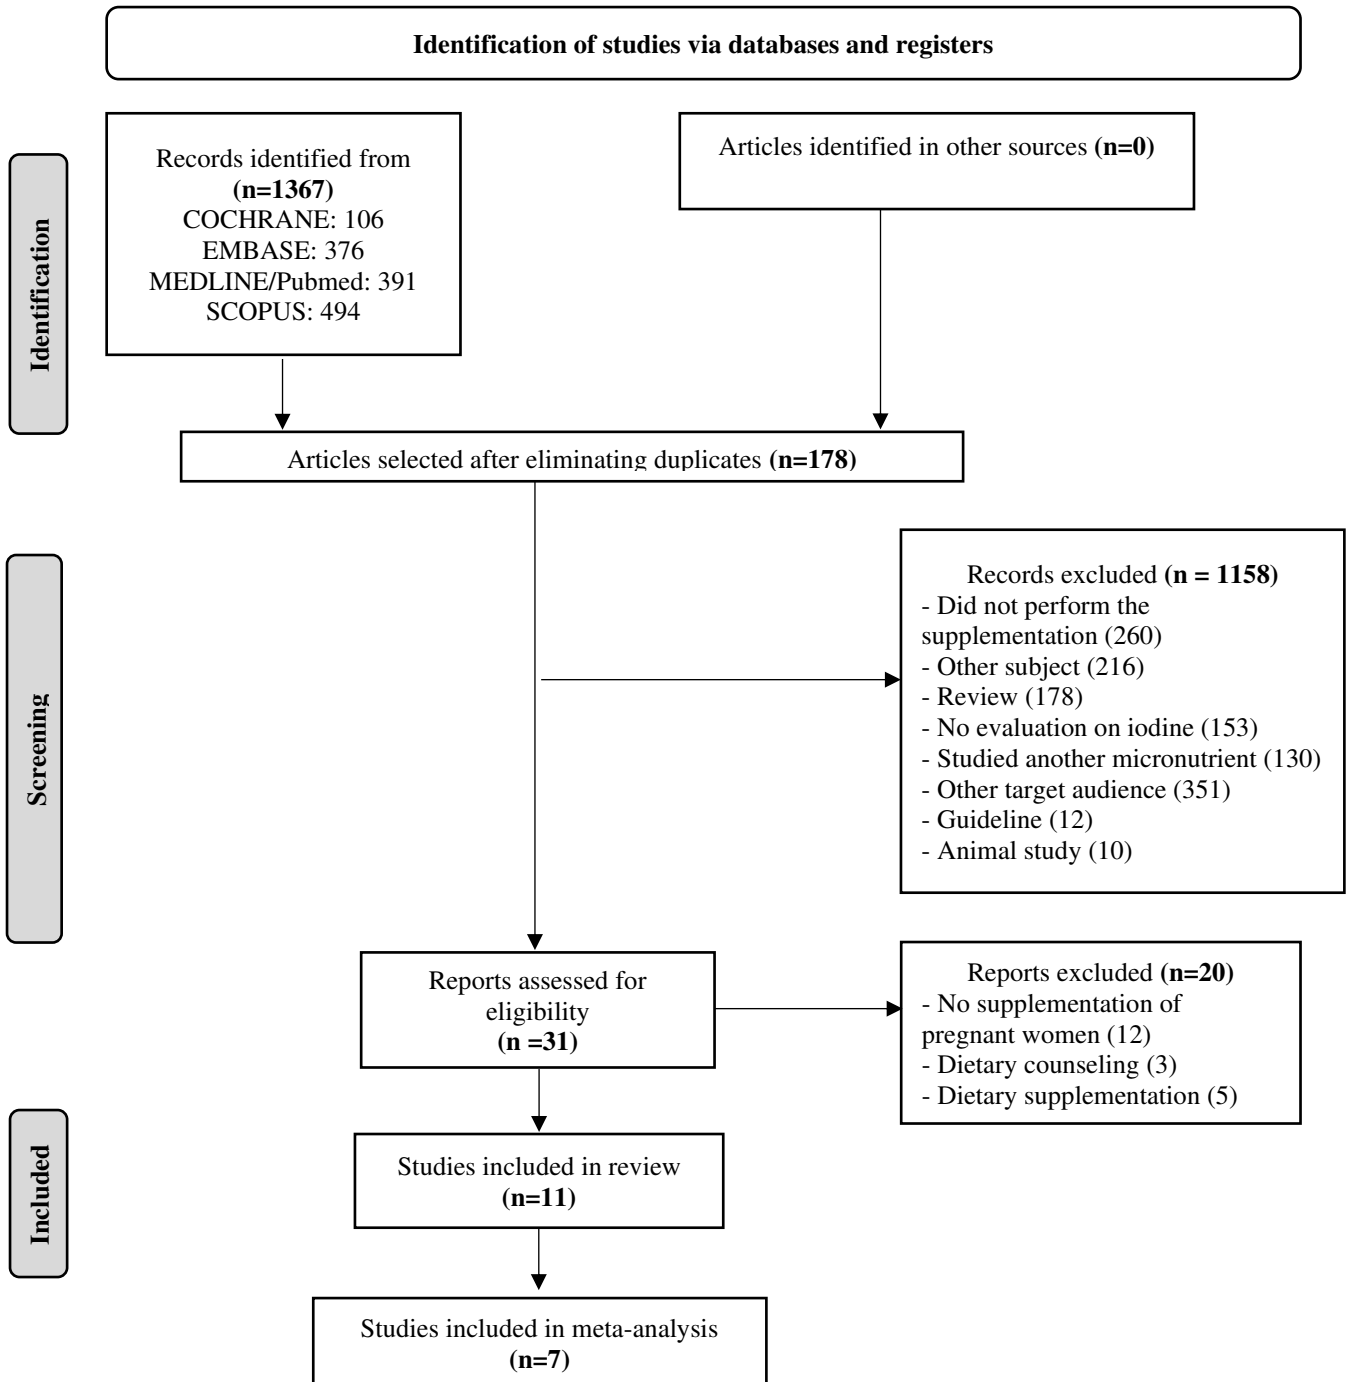 Identification of studies via databases and registers
Identification
Records identified from
(n=1367)
COCHRANE: 106
EMBASE: 376
MEDLINE/Pubmed: 391
SCOPUS: 494
Articles identified in other sources (n=0)
Articles selected after eliminating duplicates (n=178)
Screening
Records excluded (n = 1158)
- Did not perform the
supplementation (260)
- Other subject (216)
- Review (178)
- No evaluation on iodine (153)
- Studied another micronutrient (130)
- Other target audience (351)
- Guideline (12)
- Animal study (10)
Reports assessed for
eligibility
(n =31)
Reports excluded (n=20)
- No supplementation of
pregnant women (12)
- Dietary counseling (3)
- Dietary supplementation (5)
Included
Studies included in review
(n=11)
Studies included in meta-analysis
(n=7)